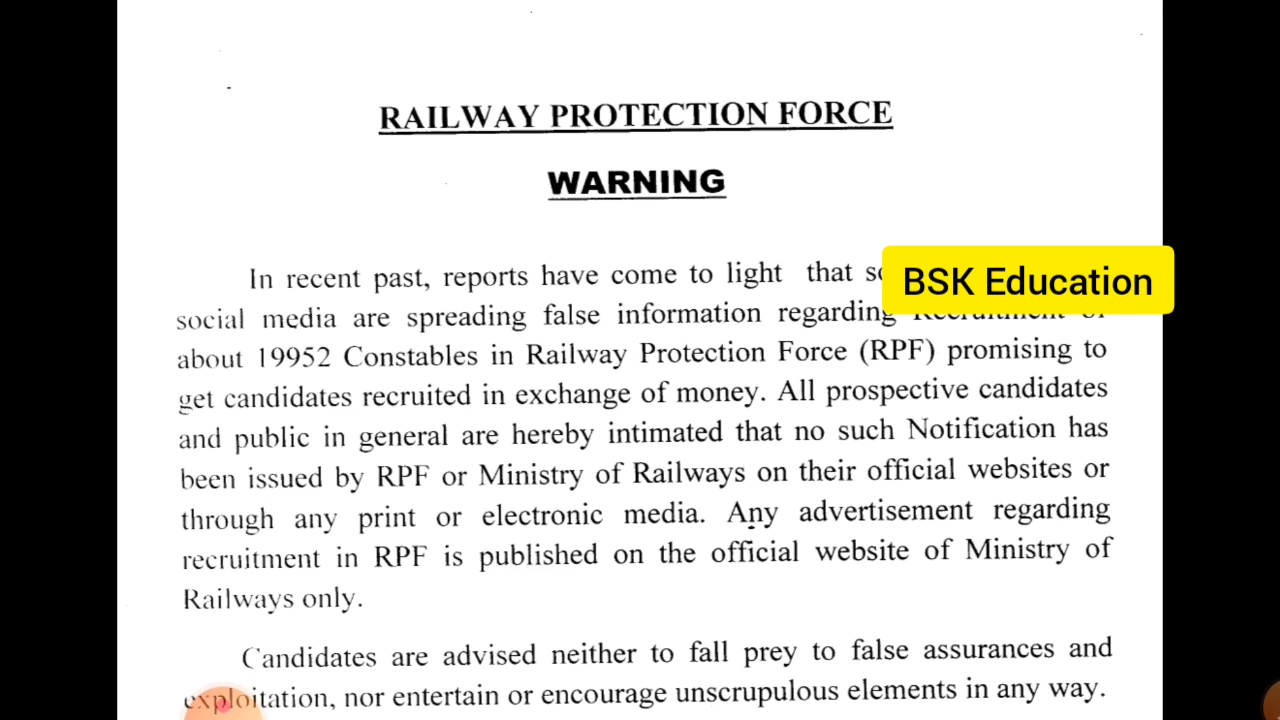 RAILWAY PROTECTION FORCE
WARNING
In recent past, reports have come to light that
BSK Education
social media are spreading false information regarding
about 19952 Constables in Railway Protection Force (RPF) promising to
get candidates recruited in exchange of money. All prospective candidates
and public in general are hereby intimated that no such Notification has
been issued by RPF or Ministry of Railways on their official websites or
through any print or electronic media. Any advertisement regarding
recruitment in RPF is published on the official website of Ministry of
Railways only.
Candidates are advised neither to fall prey to false assurances and
exploitation, nor entertain or encourage unscrupulous elements in any way.